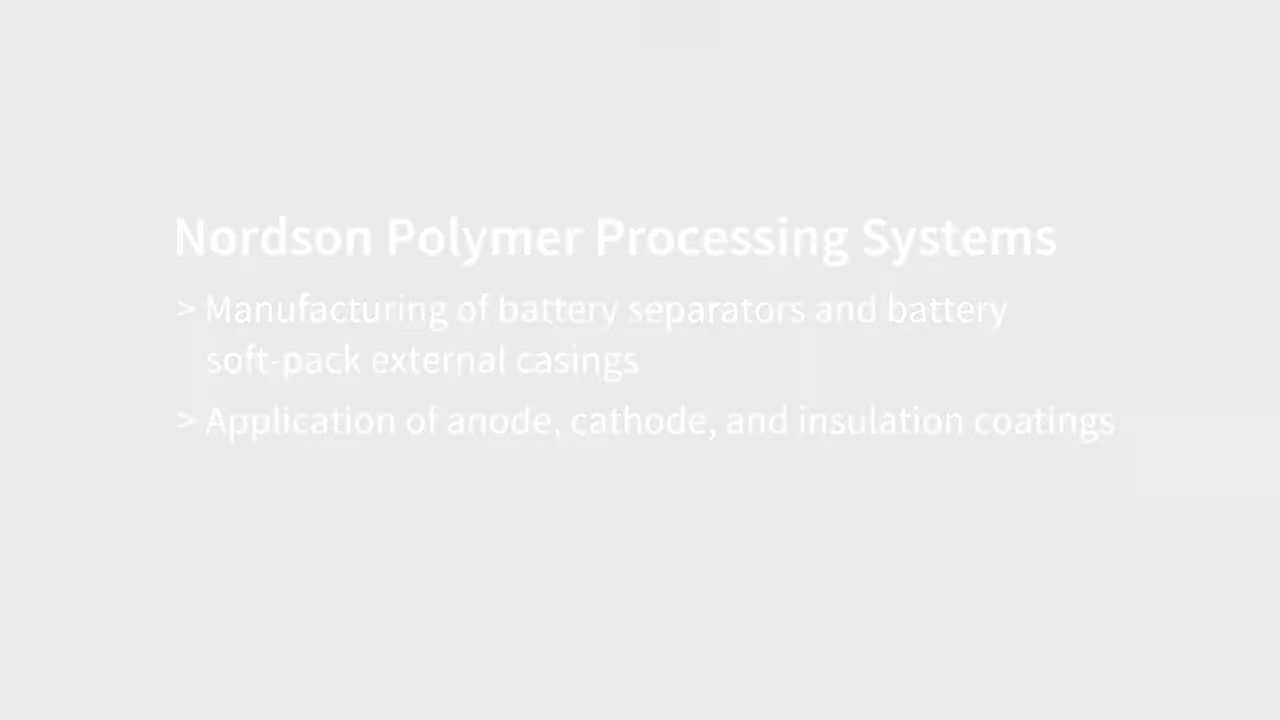 Nordson Polymer Processing Systems
> Manufacturing of battery separators and battery
soft-pack external casings
> Application of anode, cathode, and insulation coatings